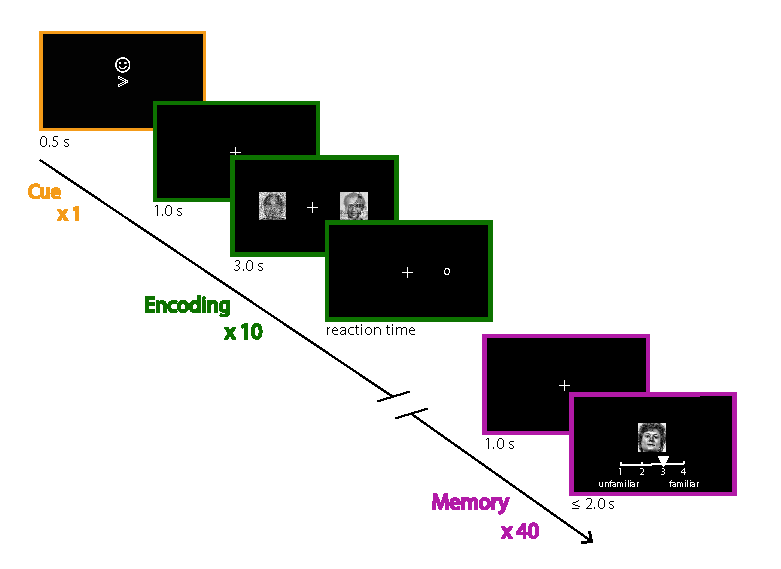 0.5 s
Cue
x 1
1.0 s
3.0 s
Encoding
x 10
reaction time
1.0 s
1 2 3 4
unfamiliar familiar
≤ 2.0 s
Memory
x 40